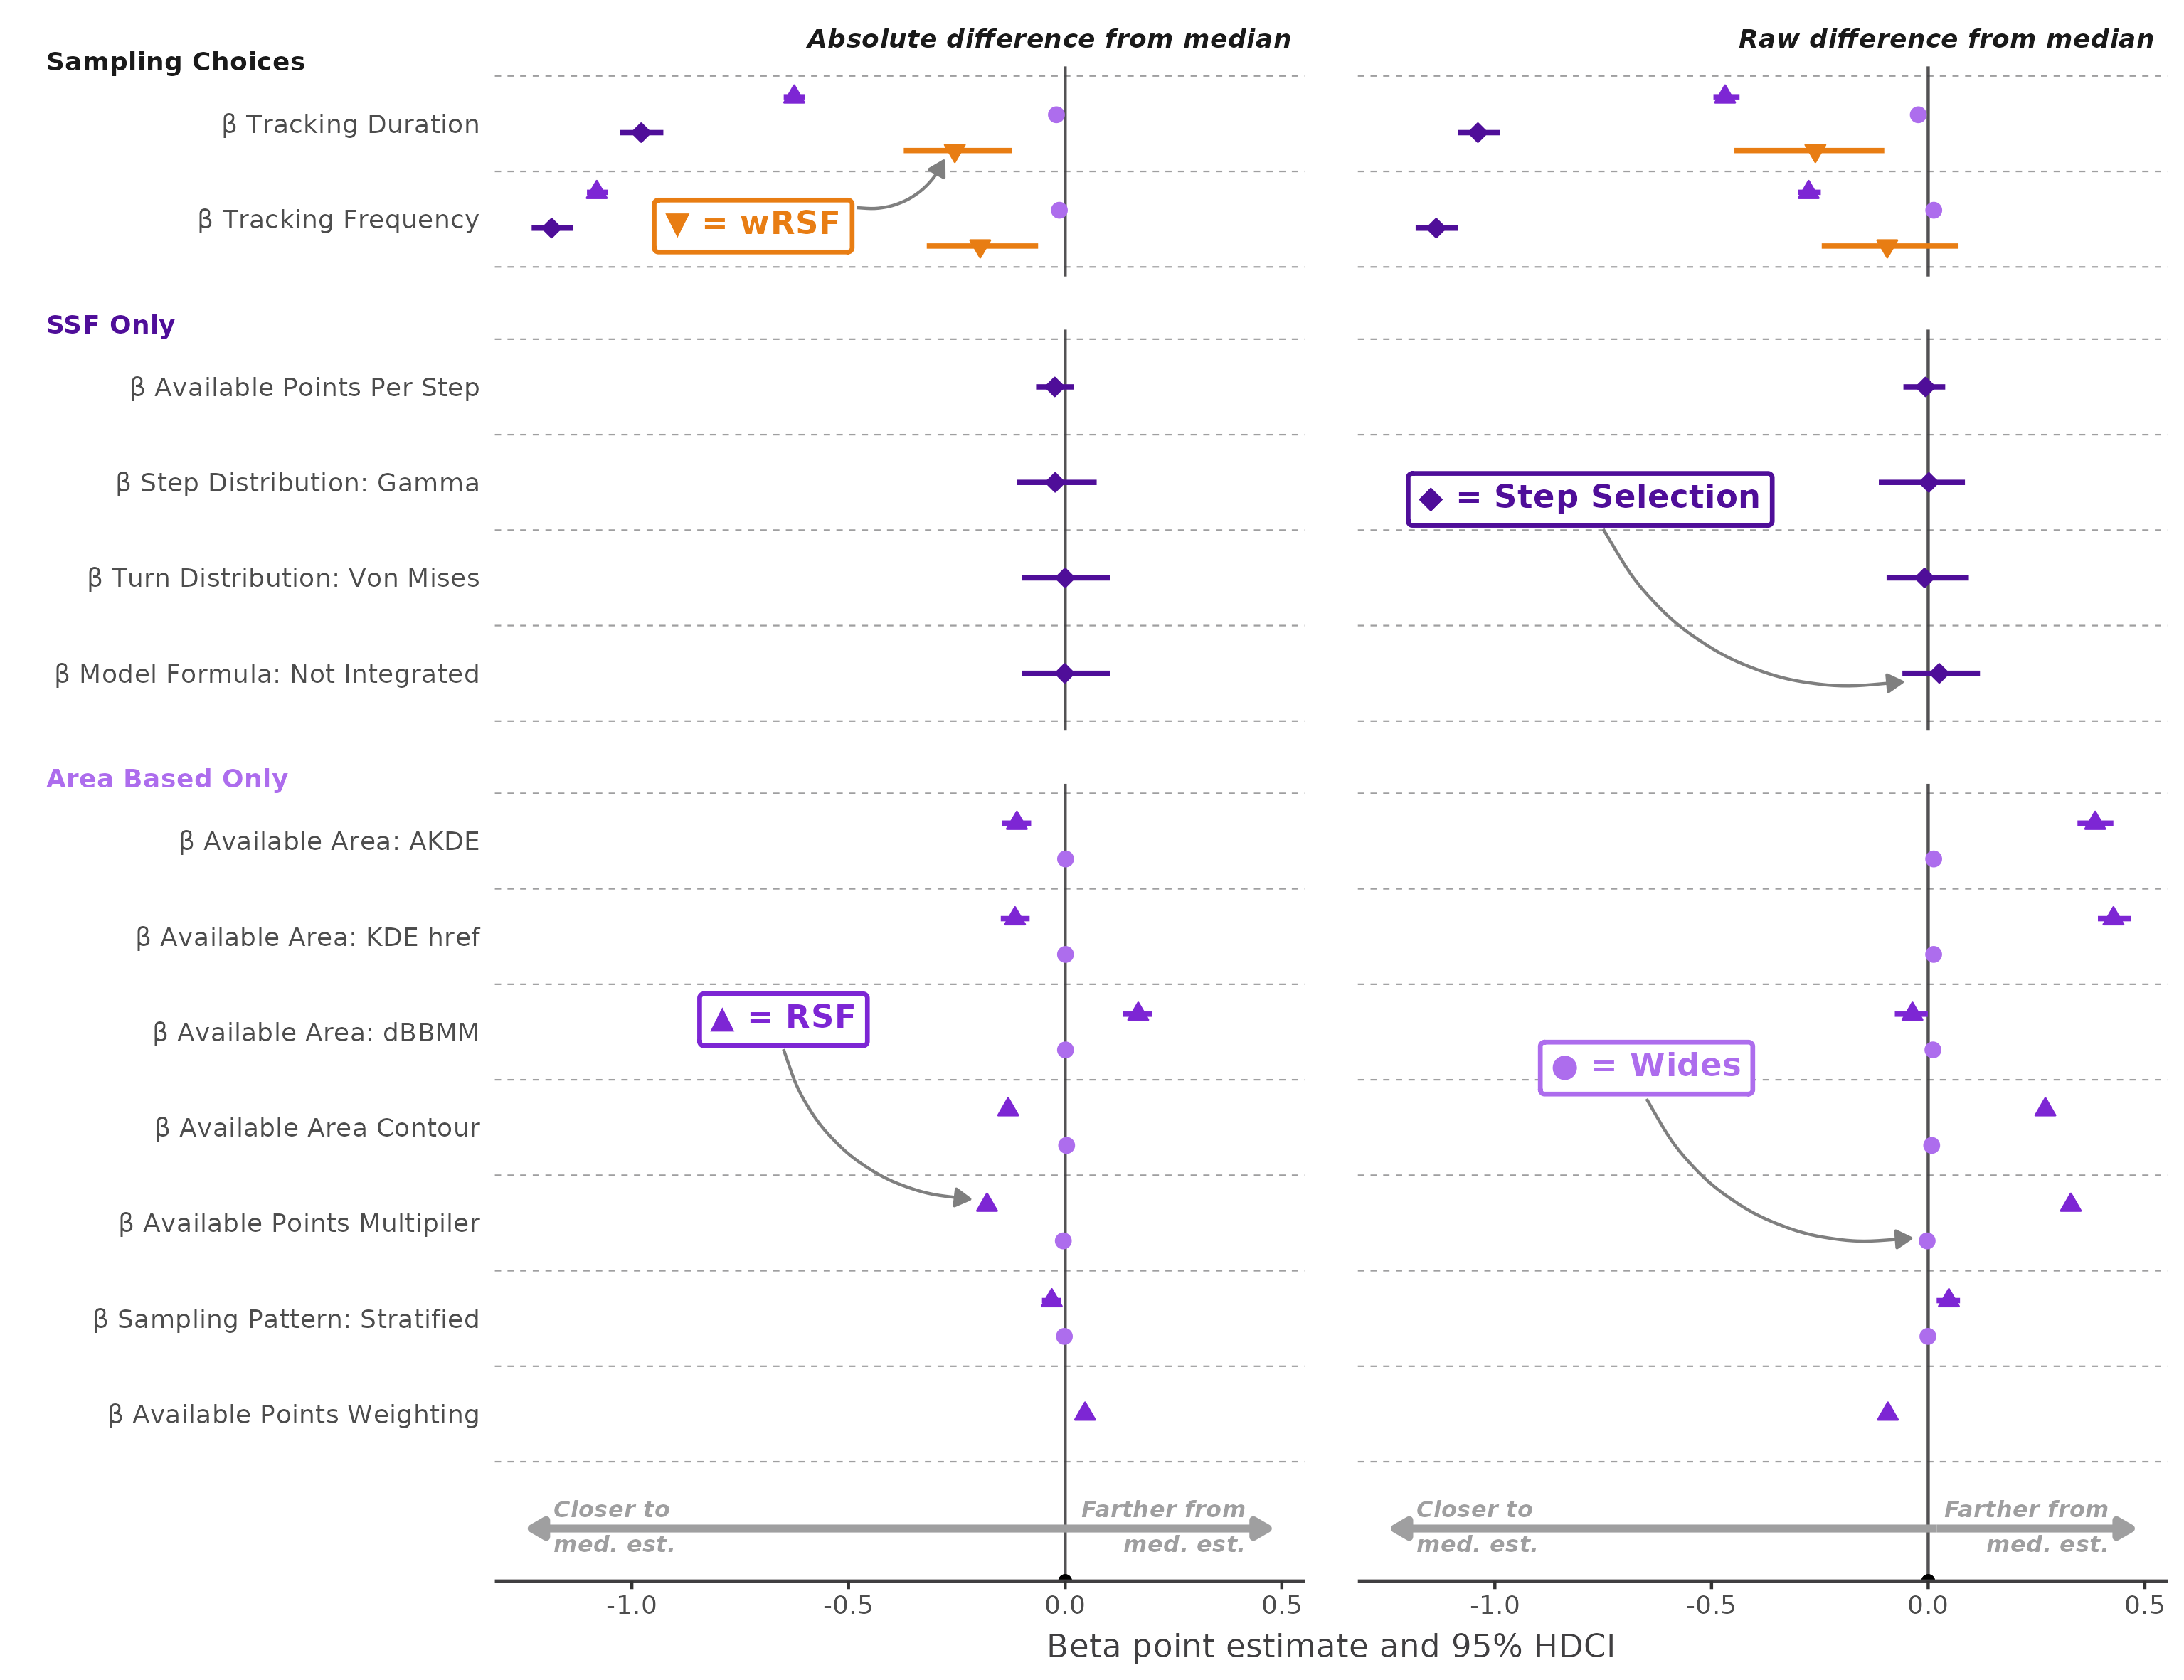 Absolute difference from median
Raw difference from median
Sampling Choices
β Tracking Duration
β Tracking Frequency
▼ = wRSF
SSF Only
β Available Points Per Step
β Step Distribution: Gamma
◆ = Step Selection
β Turn Distribution: Von Mises
β Model Formula: Not Integrated
Area Based Only
β Available Area: AKDE
β Available Area: KDE href
β Available Area: dBBMM
▲ = RSF
● = Wides
β Available Area Contour
β Available Points Multipiler
β Sampling Pattern: Stratified
β Available Points Weighting
Closer to
med. est.
Farther from
med. est.
Closer to
med. est.
Farther from
med. est.
-1.0 -0.5 0.0 0.5
-1.0 -0.5 0.0 0.5
Beta point estimate and 95% HDCI